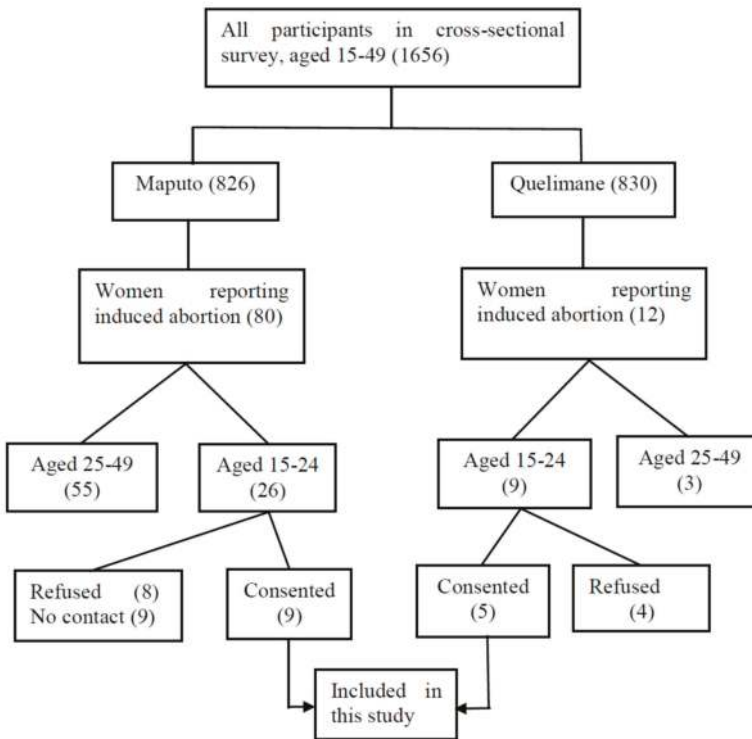 All participants in cross-sectional
survey, aged 15-49 (1656)
Maputo (826)
Quelimane (830)
Women reporting
induced abortion (80)
Women reporting
induced abortion (12)
Aged 25-49
(55)
Aged 15-24
(26)
Aged 15-24
(9)
Aged 25-49
(3)
Refused (8)
No contact (9)
Consented
(9)
Consented
(5)
Refused
(4)
Included in
this study